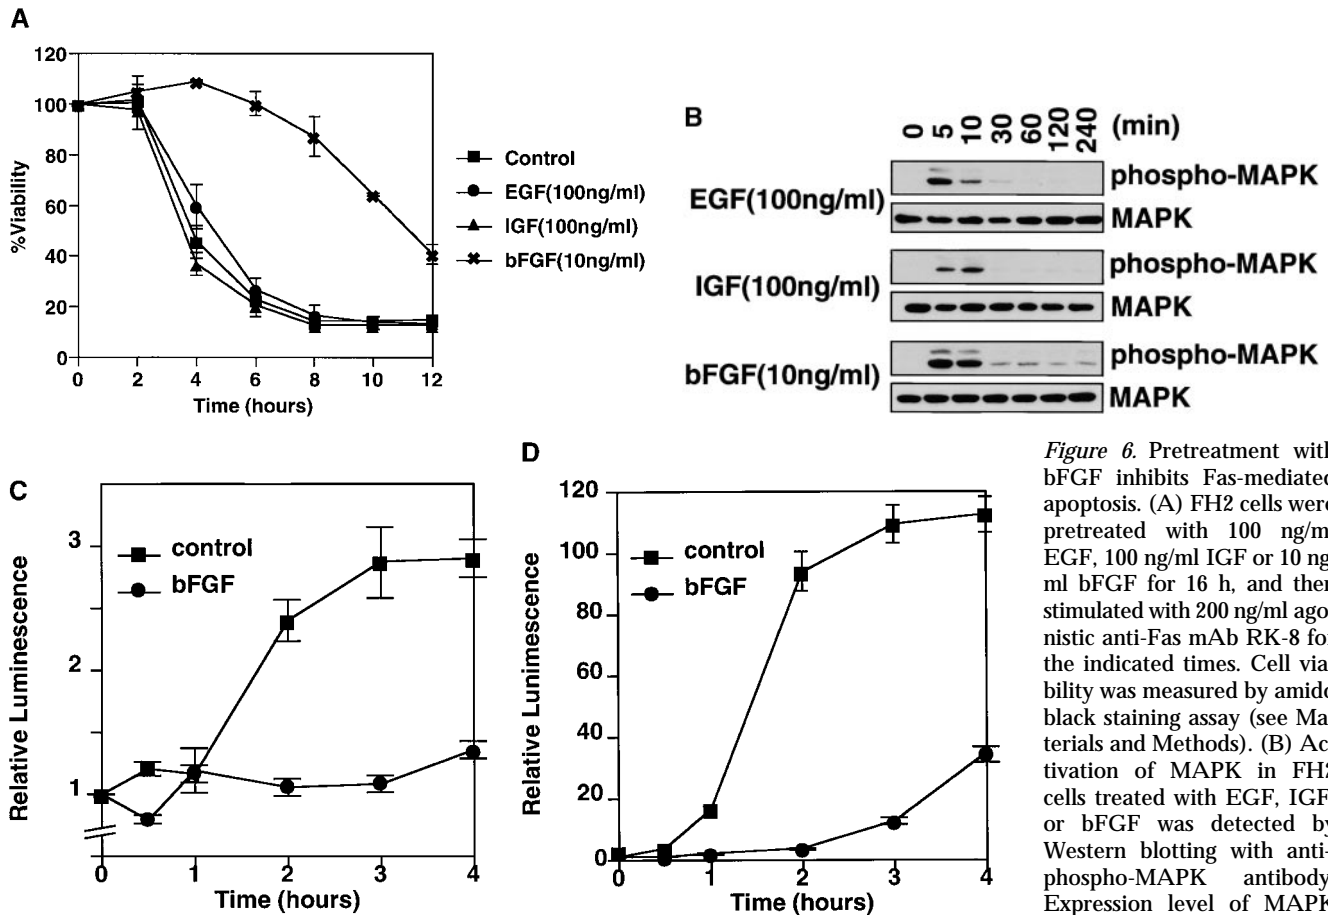 A
120
100
80
60
40
20
0
%Viability
0 2 4 6 8 10 12
Time (hours)
Control
EGF(100ng/ml)
IGF(100ng/ml)
bFGF(10ng/ml)
B
0 5 10 30 60 120 240 (min)
EGF(100ng/ml)
phospho-MAPK
MAPK
IGF(100ng/ml)
phospho-MAPK
MAPK
bFGF(10ng/ml)
phospho-MAPK
MAPK
C
3
2
1
Relative Luminescence
control
bFGF
0 1 2 3 4
Time (hours)
D
120
100
80
60
40
20
0
Relative Lunimescence
control
bFGF
0 1 2 3 4
Time (hours)
Figure 6. Pretreatment with
bFGF inhibits Fas-mediated
apoptosis. (A) FH2 cells were
pretreated with 100 ng/m
EGF, 100 ng/ml IGF or 10 ng
ml bFGF for 16 h, and then
stimulated with 200 ng/ml ago
nistic anti-Fas mAb RK-8 for
the indicated times. Cell via
bility was measured by amido
black staining assay (see Ma
terials and Methods). (B) Ac
tivation of MAPK in FH2
cells treated with EGF, IGF
or bFGF was detected by
Western blotting with anti-
phospho-MAPK antibody
Expression level of MAPK